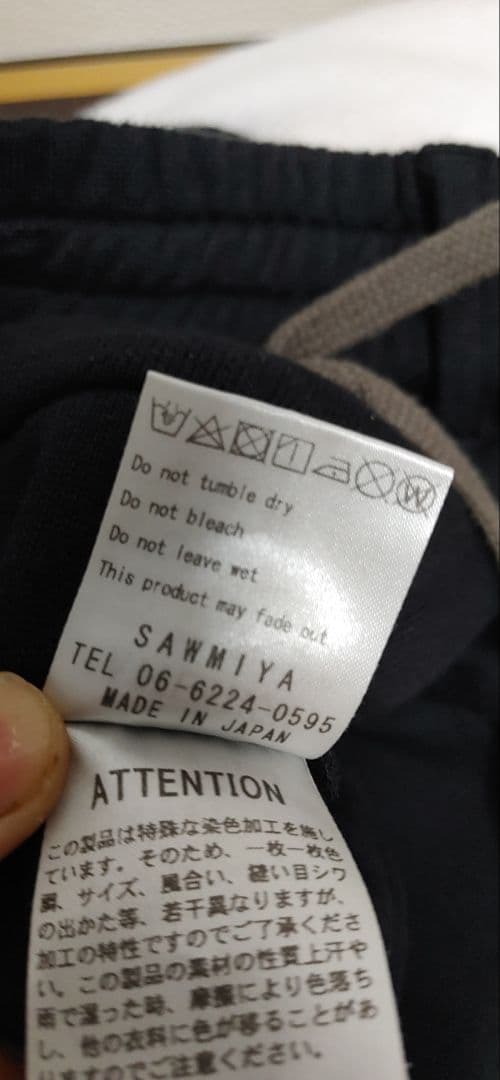 Do not tumble dry
Do not bleach
Do not leave wet
This product may fade out
SAWMIYA
TEL 06-6224-0595
MADE IN JAPAN
ATTENTION
この製品は特殊な染色加工を施し
ています。そのため、一枚一枚色
、サイズ、風合い、縫い目シワ
の出かた等、若干異なりますが、
加工の特性ですのでご了承くださ
い。この製品の素材の性質上汗や
雨で湿った時、摩擦により色落ち
し、他の衣料に色が移ることがあ
りますのでご注意ください。